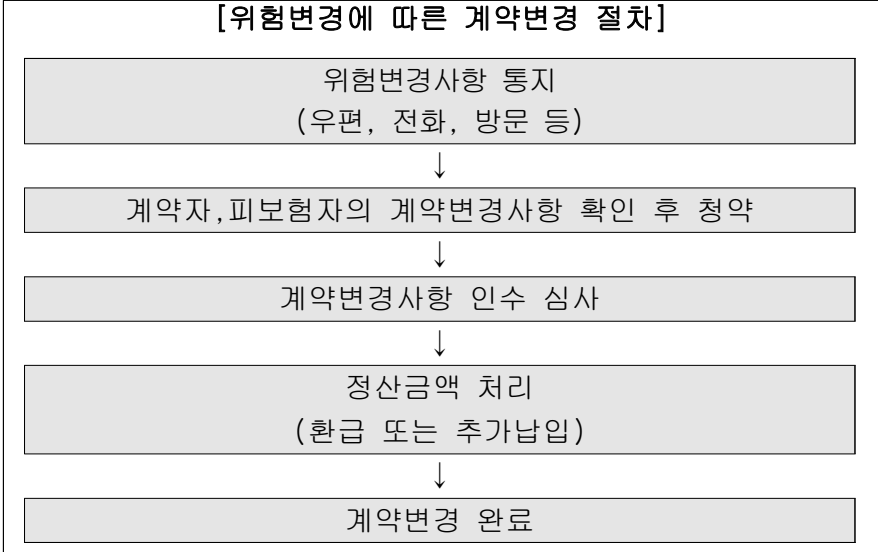 [위험변경에 따른 계약변경 절차]
위험변경사항 통지
(우편, 전화, 방문 등)
↓
계약자,피보험자의 계약변경사항 확인 후 청약
↓
계약변경사항 인수 심사
↓
정산금액 처리
(환급 또는 추가납입)
↓
계약변경 완료